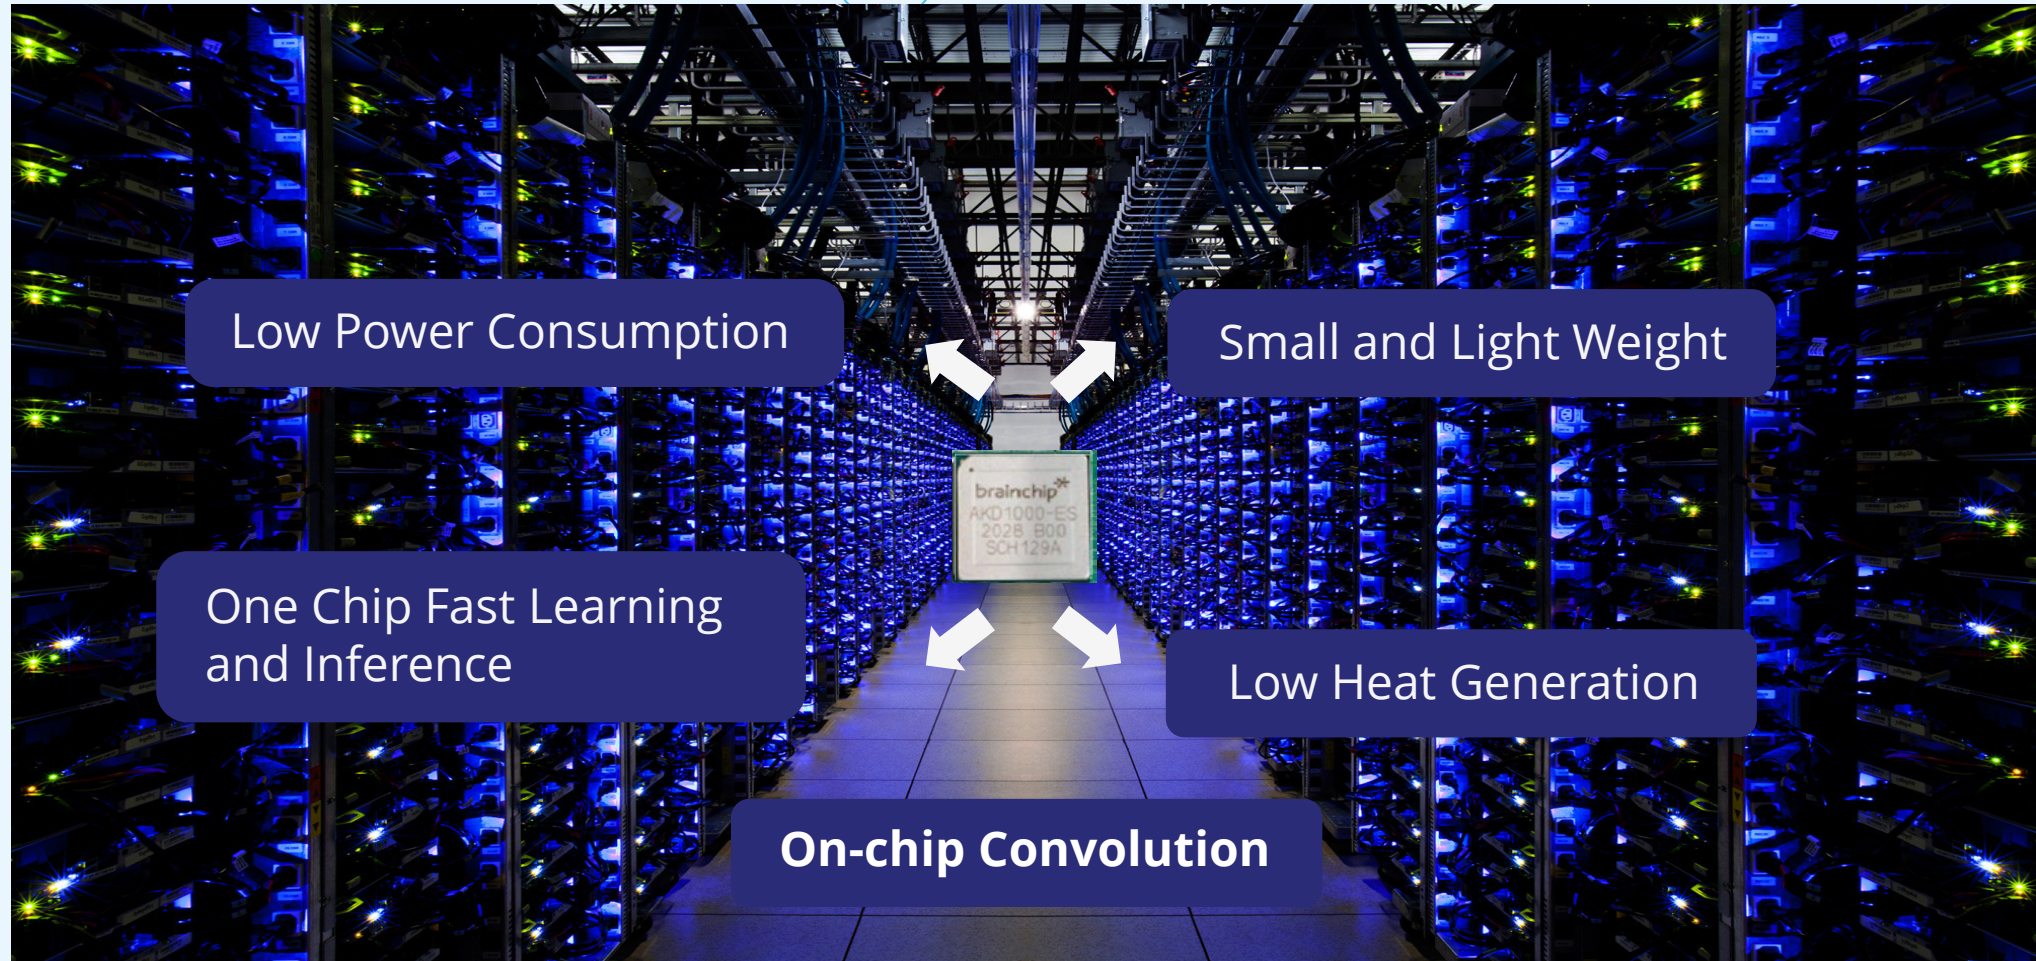 Low Power Consumption
Small and Light Weight
brainchip
AKD1000-ES
2028 B00
SCH129A
One Chip Fast Learning
and Inference
Low Heat Generation
On-chip Convolution